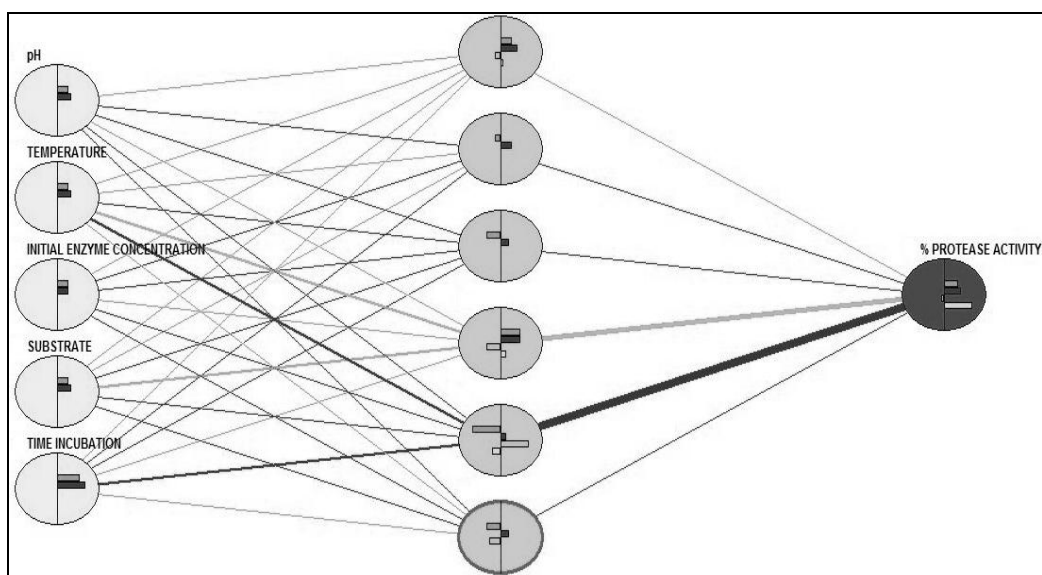 pH
TEMPERATURE
INITIAL ENZYME CONCENTRATION
SUBSTRATE
TIME INCUBATION
% PROTEASE ACTIVITY